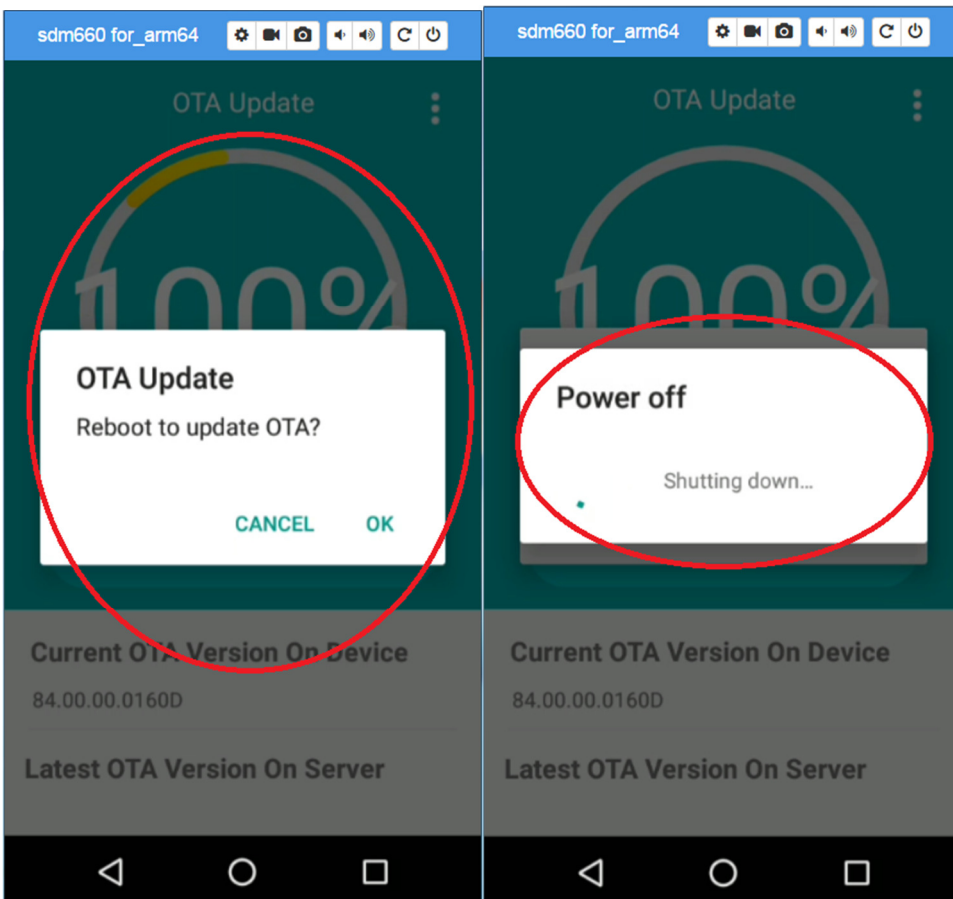 sdm660 for_arm64
OTA Update
100%
OTA Update
Reboot to update OTA?
CANCEL OK
Current OTA Version On Device
84.00.00.0160D
Latest OTA Version On Server
sdm660 for_arm64
OTA Update
100%
Power off
Shutting down...
Current OTA Version On Device
84.00.00.0160D
Latest OTA Version On Server